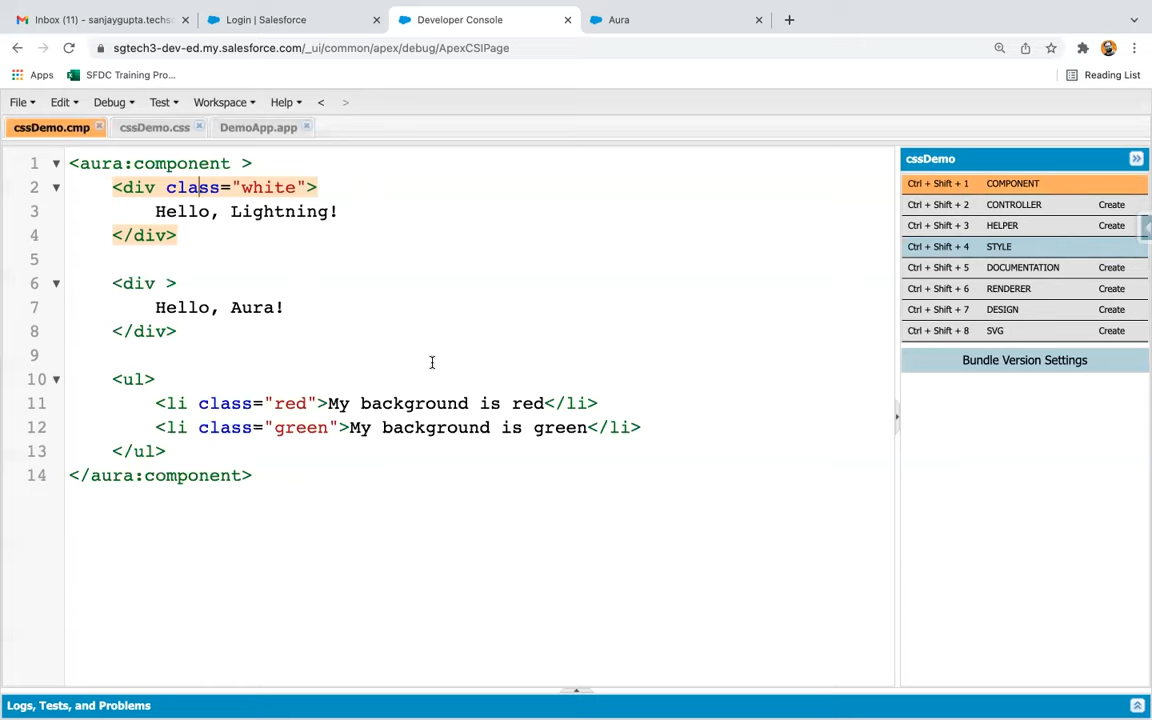 Inbox (11) - sanjaygupta.techsc
Login | Salesforce
Developer Console
Aura
sgtech3-dev-ed.my.salesforce.com/_ui/common/apex/debug/ApexCSIPage
Apps
SFDC Training Pro...
Reading List
File Edit Debug Test Workspace Help < >
cssDemo.cmp
cssDemo.css
DemoApp.app
1 <aura:component >
2 <div class="white">
3 Hello, Lightning!
4 </div>
5
6 <div >
7 Hello, Aura!
8 </div>
9
10 <ul>
11 <li class="red">My background is red</li>
12 <li class="green">My background is green</li>
13 </ul>
14 </aura:component>
cssDemo
Ctrl + Shift + 1 COMPONENT
Ctrl + Shift + 2 CONTROLLER Create
Ctrl + Shift + 3 HELPER Create
Ctrl + Shift + 4 STYLE
Ctrl + Shift + 5 DOCUMENTATION Create
Ctrl + Shift + 6 RENDERER Create
Ctrl + Shift + 7 DESIGN Create
Ctrl + Shift + 8 SVG Create
Bundle Version Settings
Logs, Tests, and Problems